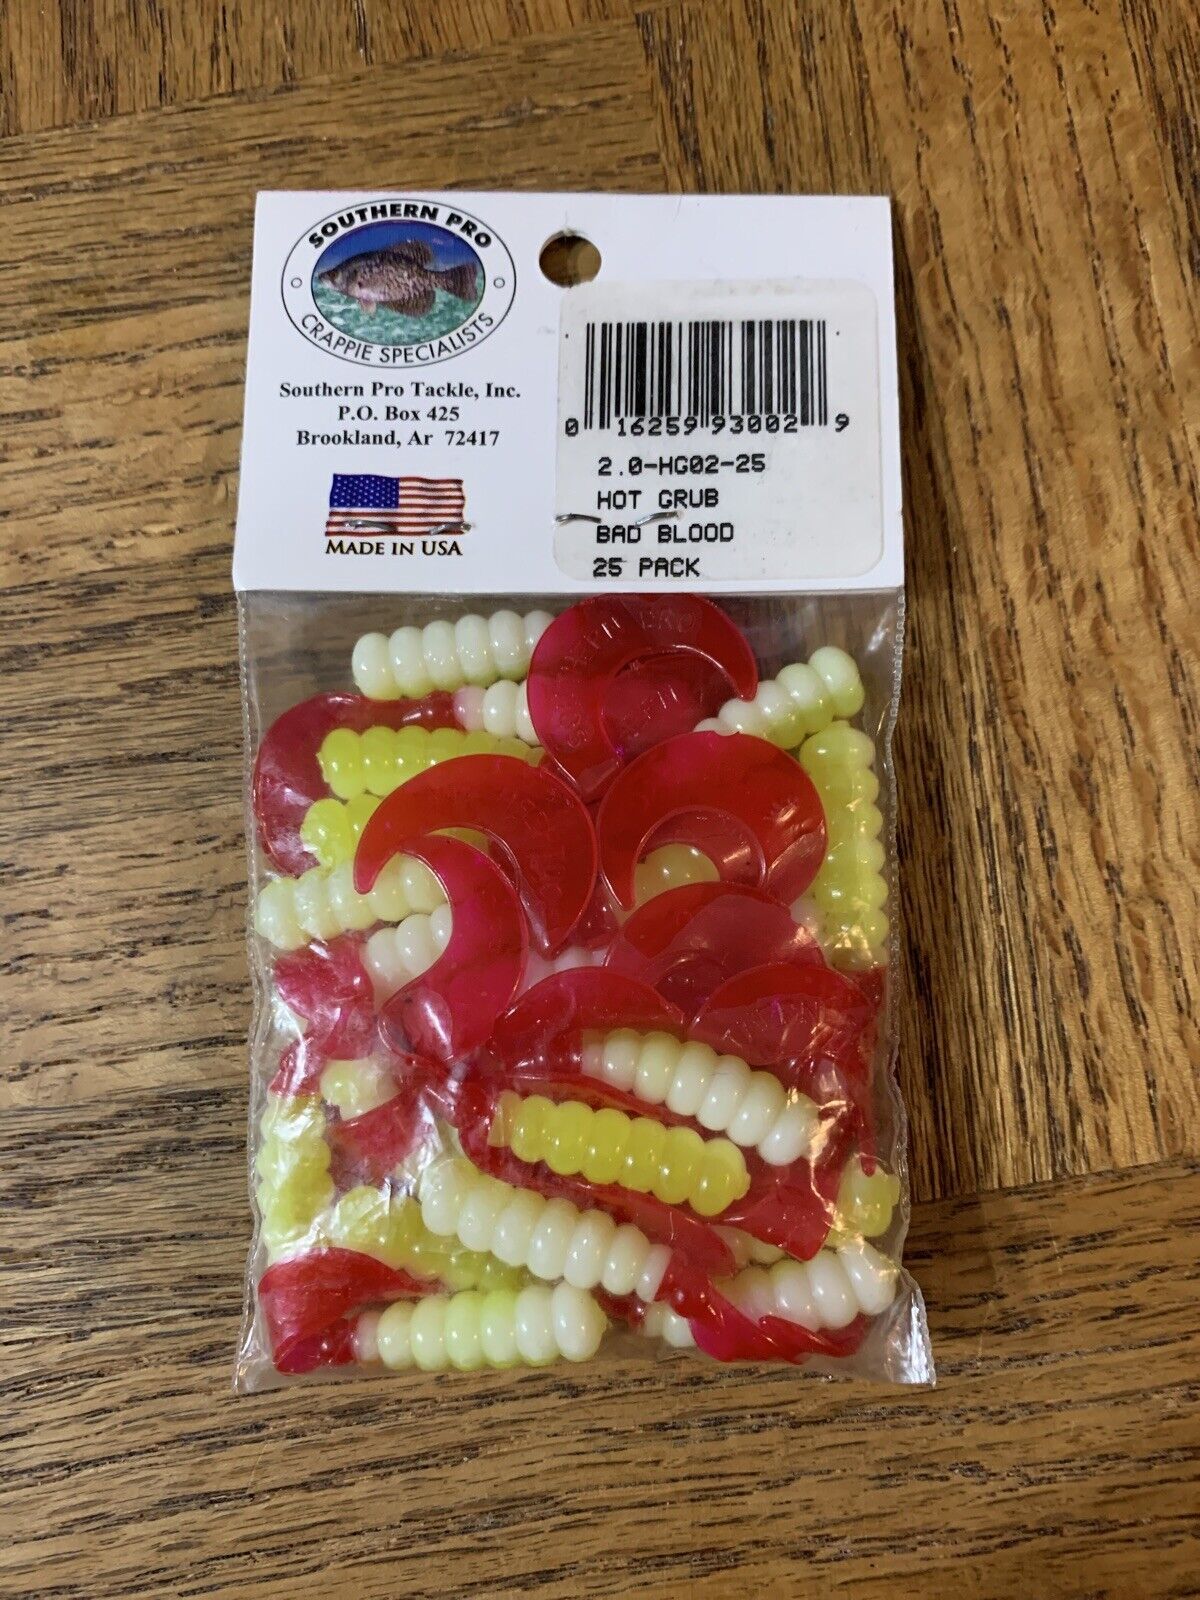 SOUTHERN PRO
CRAPPIE SPECIALISTS
Southern Pro Tackle, Inc.
P.O. Box 425
Brookland, Ar 72417
MADE IN USA
0 16259 93002 9
2.0-HG02-25
HOT GRUB
BAD BLOOD
25 PACK